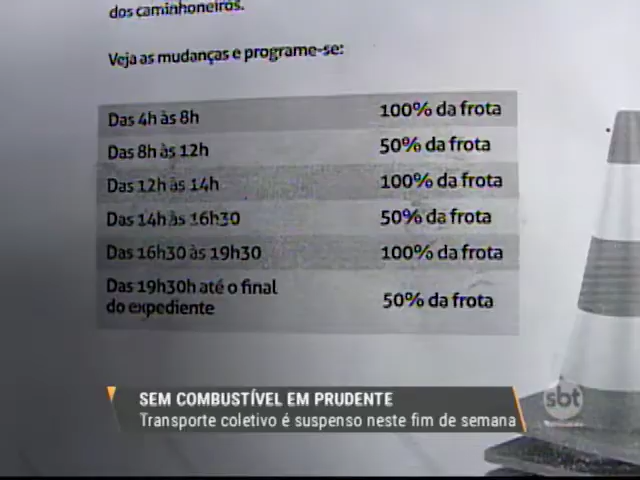 dos caminhoneiros.
Veja as mudanças e programe-se:
Das 4h às 8h 100% da frota
Das 8h às 12h 50% da frota
Das 12h às 14h 100% da frota
Das 14h às 16h30 50% da frota
Das 16h30 às 19h30 100% da frota
Das 19h30h até o final
do expediente 50% da frota
SEM COMBUSTÍVEL EM PRUDENTE
Transporte coletivo é suspenso neste fim de semana
sbt